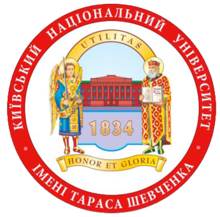 КИЇВСЬКИЙ НАЦІОНАЛЬНИЙ УНІВЕРСИТЕТ
UTILITAS
1834
HONOR ET GLORIA
ІМЕНІ ТАРАСА ШЕВЧЕНКА